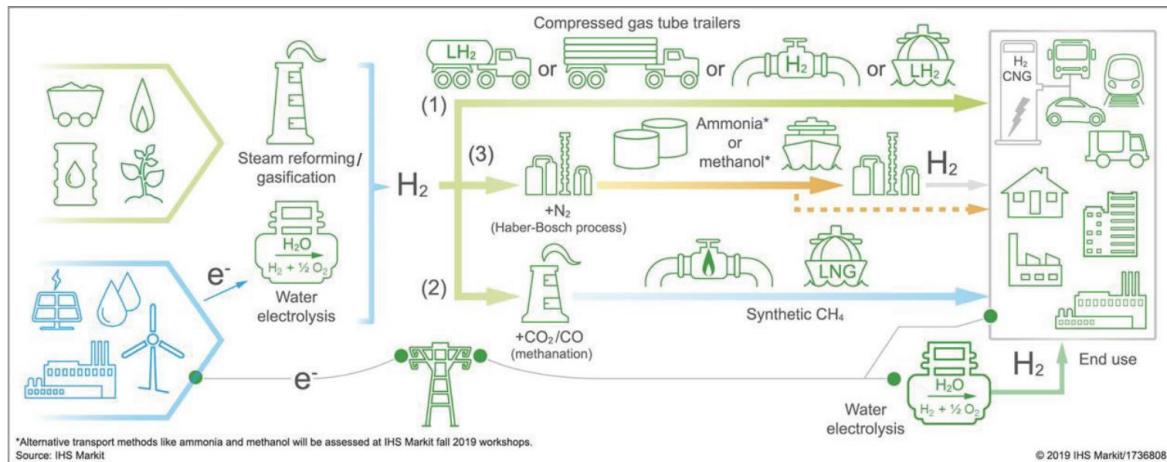 Compressed gas tube trailers
LH₂
or
or
H₂
or
LH₂
H₂
CNG
(1)
Steam reforming/
gasification
H₂
(3)
Ammonia*
or
methanol*
H₂
+N₂
(Haber-Bosch process)
H₂O
H₂ + ½ O₂
e⁻
Water
electrolysis
(2)
LNG
+CO₂/CO
(methanation)
Synthetic CH₄
e⁻
H₂
End use
H₂O
H₂ + ½ O₂
Water
electrolysis
*Alternative transport methods like ammonia and methanol will be assessed at IHS Markit fall 2019 workshops.
Source: IHS Markit
© 2019 IHS Markit/1736808